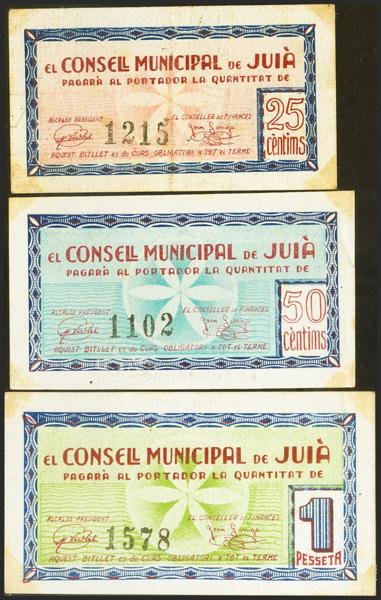 EL CONSELL MUNICIPAL DE JUIÀ
PAGARÀ AL PORTADOR LA QUANTITAT DE
ALCALDE PRESIDENT EL CONSELLER DE FINANCES
1215
25 cèntims
AQUEST BITLLET ES DE CURS OBLIGATORI A TOT EL TERME
EL CONSELL MUNICIPAL DE JUIÀ
PAGARÀ AL PORTADOR LA QUANTITAT DE
ALCALDE PRESIDENT EL CONSELLER DE FINANCES
1102
50 cèntims
AQUEST BITLLET ES DE CURS OBLIGATORI A TOT EL TERME
EL CONSELL MUNICIPAL DE JUIÀ
PAGARÀ AL PORTADOR LA QUANTITAT DE
ALCALDE PRESIDENT EL CONSELLER DE FINANCES
1578
1 PESSETA
AQUEST BITLLET ES DE CURS OBLIGATORI A TOT EL TERME